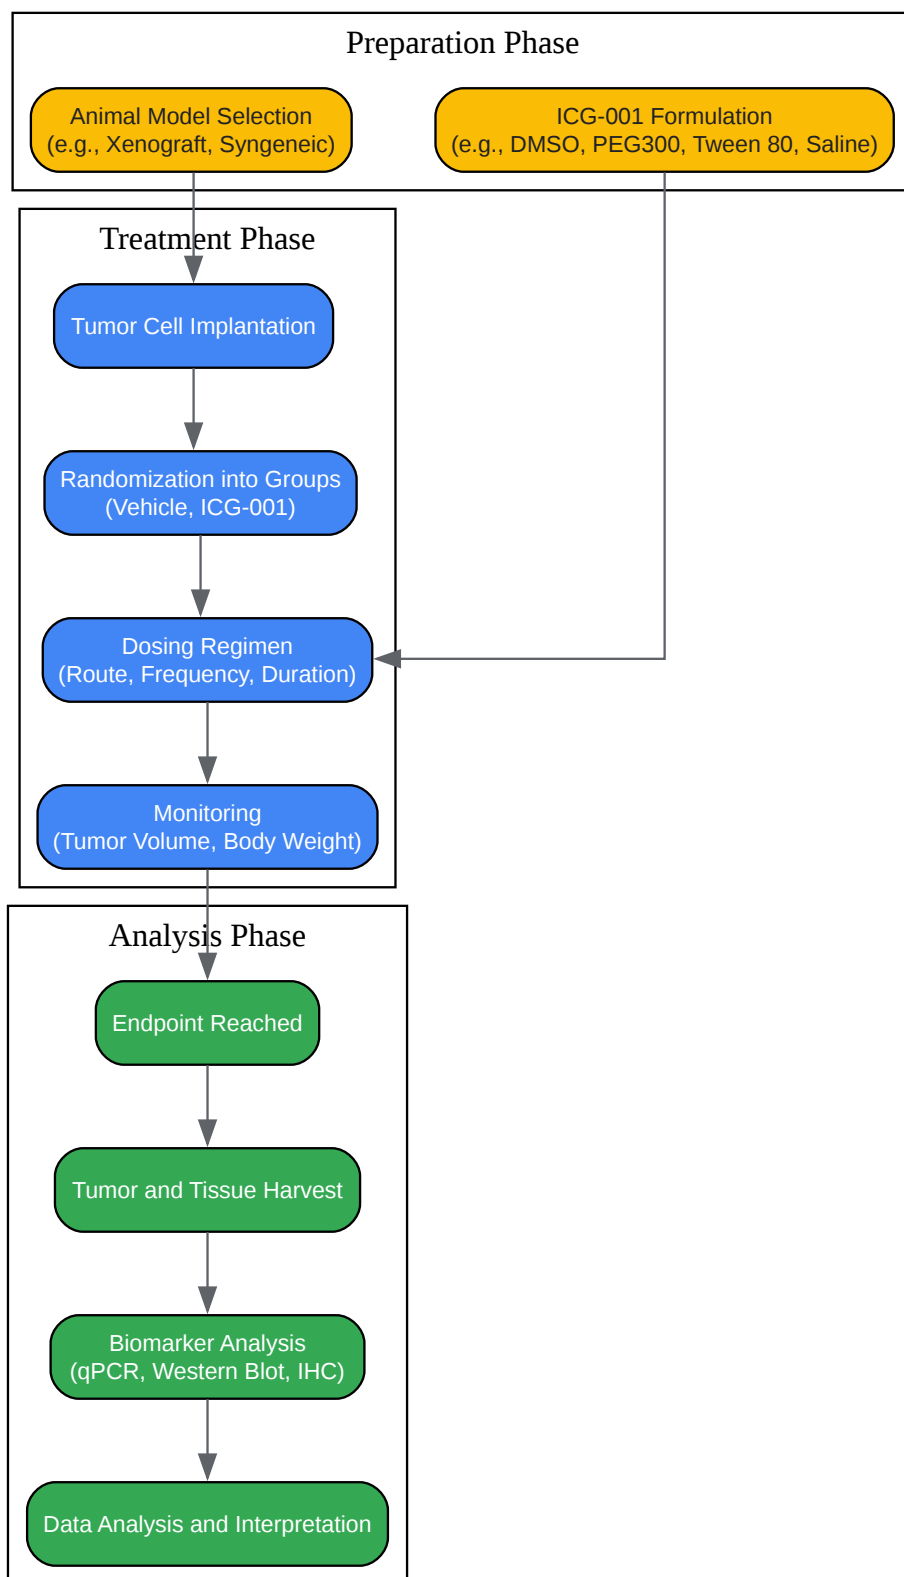 Preparation Phase
Animal Model Selection
(e.g., Xenograft, Syngeneic)
ICG-001 Formulation
(e.g., DMSO, PEG300, Tween 80, Saline)
Treatment Phase
Tumor Cell Implantation
Randomization into Groups
(Vehicle, ICG-001)
Dosing Regimen
(Route, Frequency, Duration)
Monitoring
(Tumor Volume, Body Weight)
Analysis Phase
Endpoint Reached
Tumor and Tissue Harvest
Biomarker Analysis
(qPCR, Western Blot, IHC)
Data Analysis and Interpretation